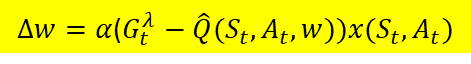 Δw = α(G_t^λ − Q̂(S_t, A_t, w))x(S_t, A_t)